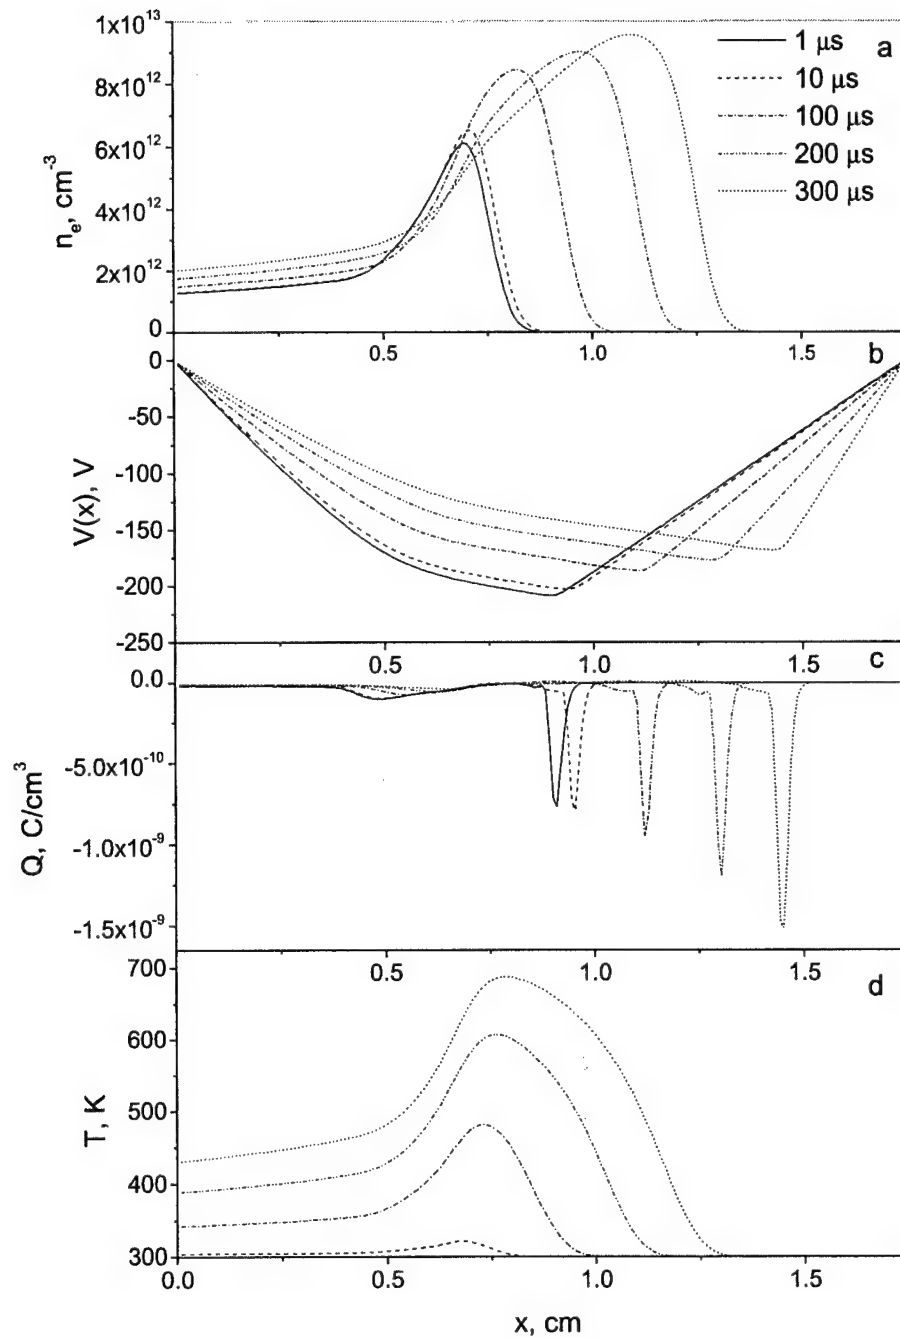 1x10¹³
8x10¹²
6x10¹²
4x10¹²
2x10¹²
0
nₑ, cm⁻³
a
1 μs
10 μs
100 μs
200 μs
300 μs
0.5 1.0 1.5
b
0
-50
-100
-150
-200
-250
V(x), V
0.5 1.0 1.5
c
0.0
-5.0x10⁻¹⁰
-1.0x10⁻⁹
-1.5x10⁻⁹
Q, C/cm³
0.5 1.0 1.5
d
700
600
500
400
300
T, K
0.0 0.5 1.0 1.5
x, cm